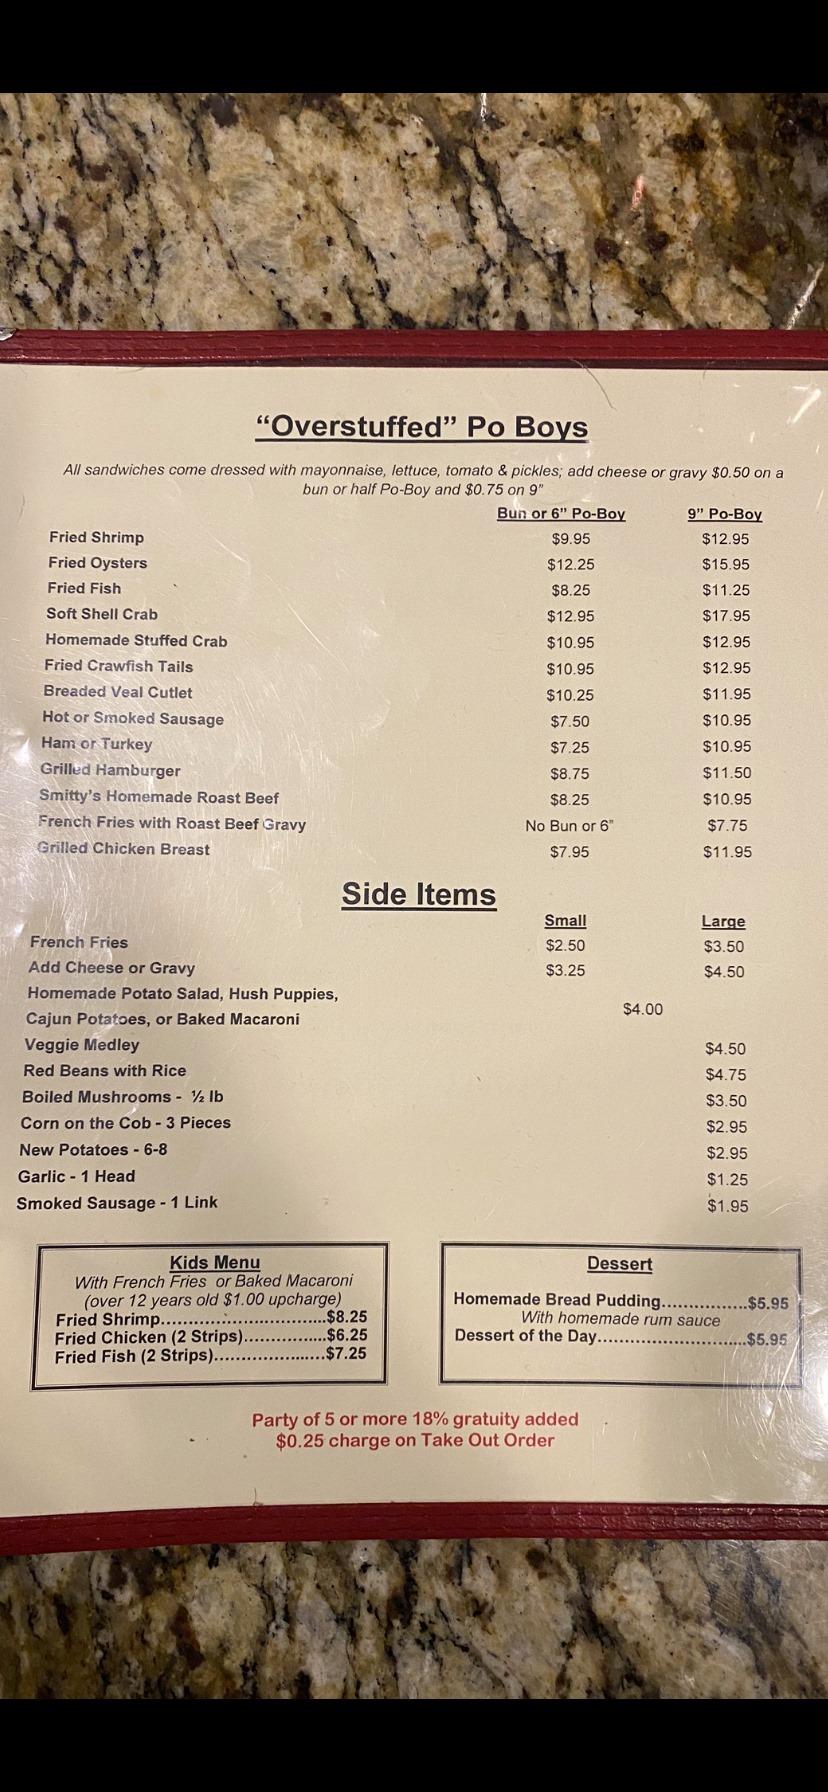 “Overstuffed” Po Boys
All sandwiches come dressed with mayonnaise, lettuce, tomato & pickles; add cheese or gravy $0.50 on a
bun or half Po-Boy and $0.75 on 9”
Bun or 6” Po-Boy 9” Po-Boy
Fried Shrimp $9.95 $12.95
Fried Oysters $12.25 $15.95
Fried Fish $8.25 $11.25
Soft Shell Crab $12.95 $17.95
Homemade Stuffed Crab $10.95 $12.95
Fried Crawfish Tails $10.95 $12.95
Breaded Veal Cutlet $10.25 $11.95
Hot or Smoked Sausage $7.50 $10.95
Ham or Turkey $7.25 $10.95
Grilled Hamburger $8.75 $11.50
Smitty’s Homemade Roast Beef $8.25 $10.95
French Fries with Roast Beef Gravy No Bun or 6” $7.75
Grilled Chicken Breast $7.95 $11.95
Side Items
Small Large
French Fries $2.50 $3.50
Add Cheese or Gravy $3.25 $4.50
Homemade Potato Salad, Hush Puppies,
Cajun Potatoes, or Baked Macaroni $4.00
Veggie Medley $4.50
Red Beans with Rice $4.75
Boiled Mushrooms - ½ lb $3.50
Corn on the Cob - 3 Pieces $2.95
New Potatoes - 6-8 $2.95
Garlic - 1 Head $1.25
Smoked Sausage - 1 Link $1.95
Kids Menu
With French Fries or Baked Macaroni
(over 12 years old $1.00 upcharge)
Fried Shrimp..............................$8.25
Fried Chicken (2 Strips)...............$6.25
Fried Fish (2 Strips)....................$7.25
Dessert
Homemade Bread Pudding................$5.95
With homemade rum sauce
Dessert of the Day...........................$5.95
Party of 5 or more 18% gratuity added
$0.25 charge on Take Out Order